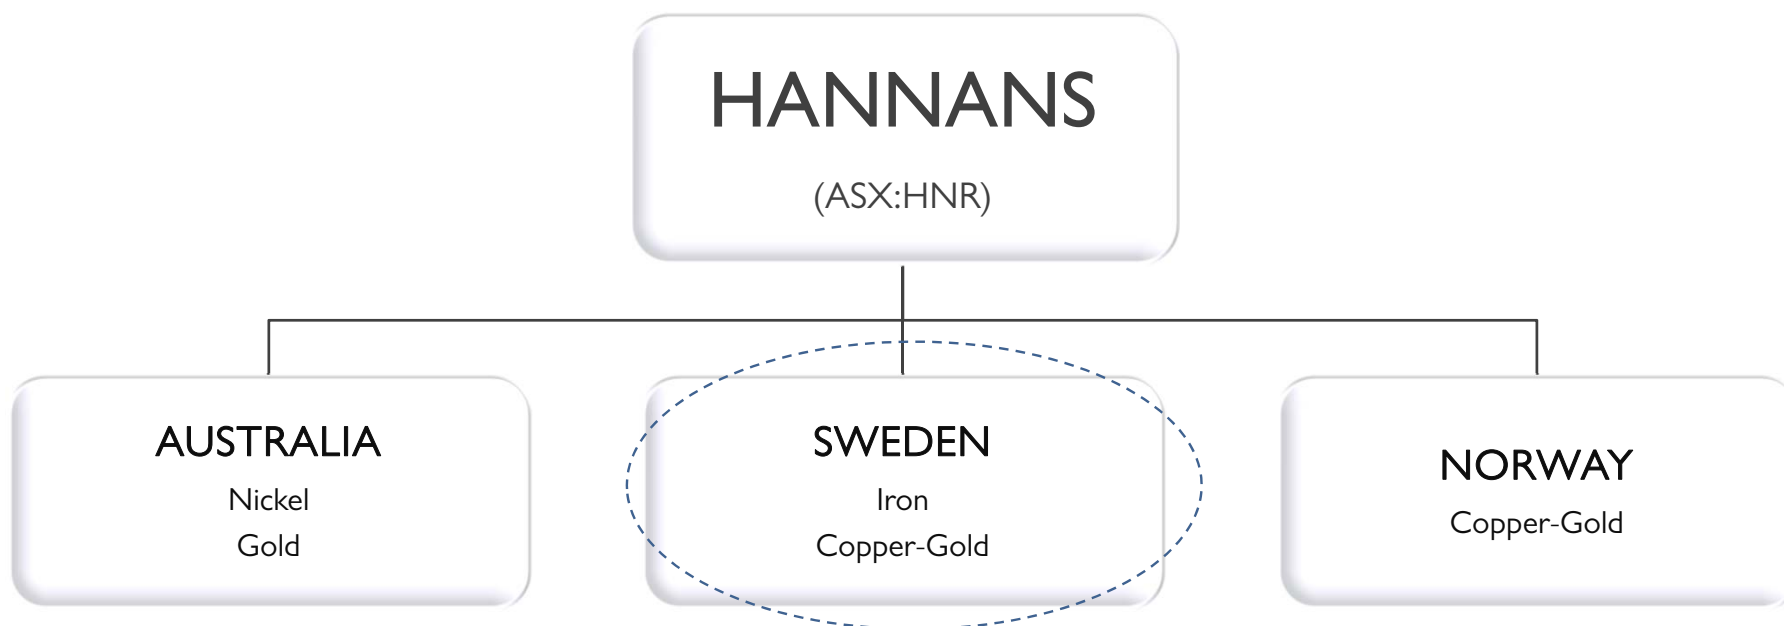 HANNANS
(ASX:HNR)
AUSTRALIA
Nickel
Gold
SWEDEN
Iron
Copper-Gold
NORWAY
Copper-Gold